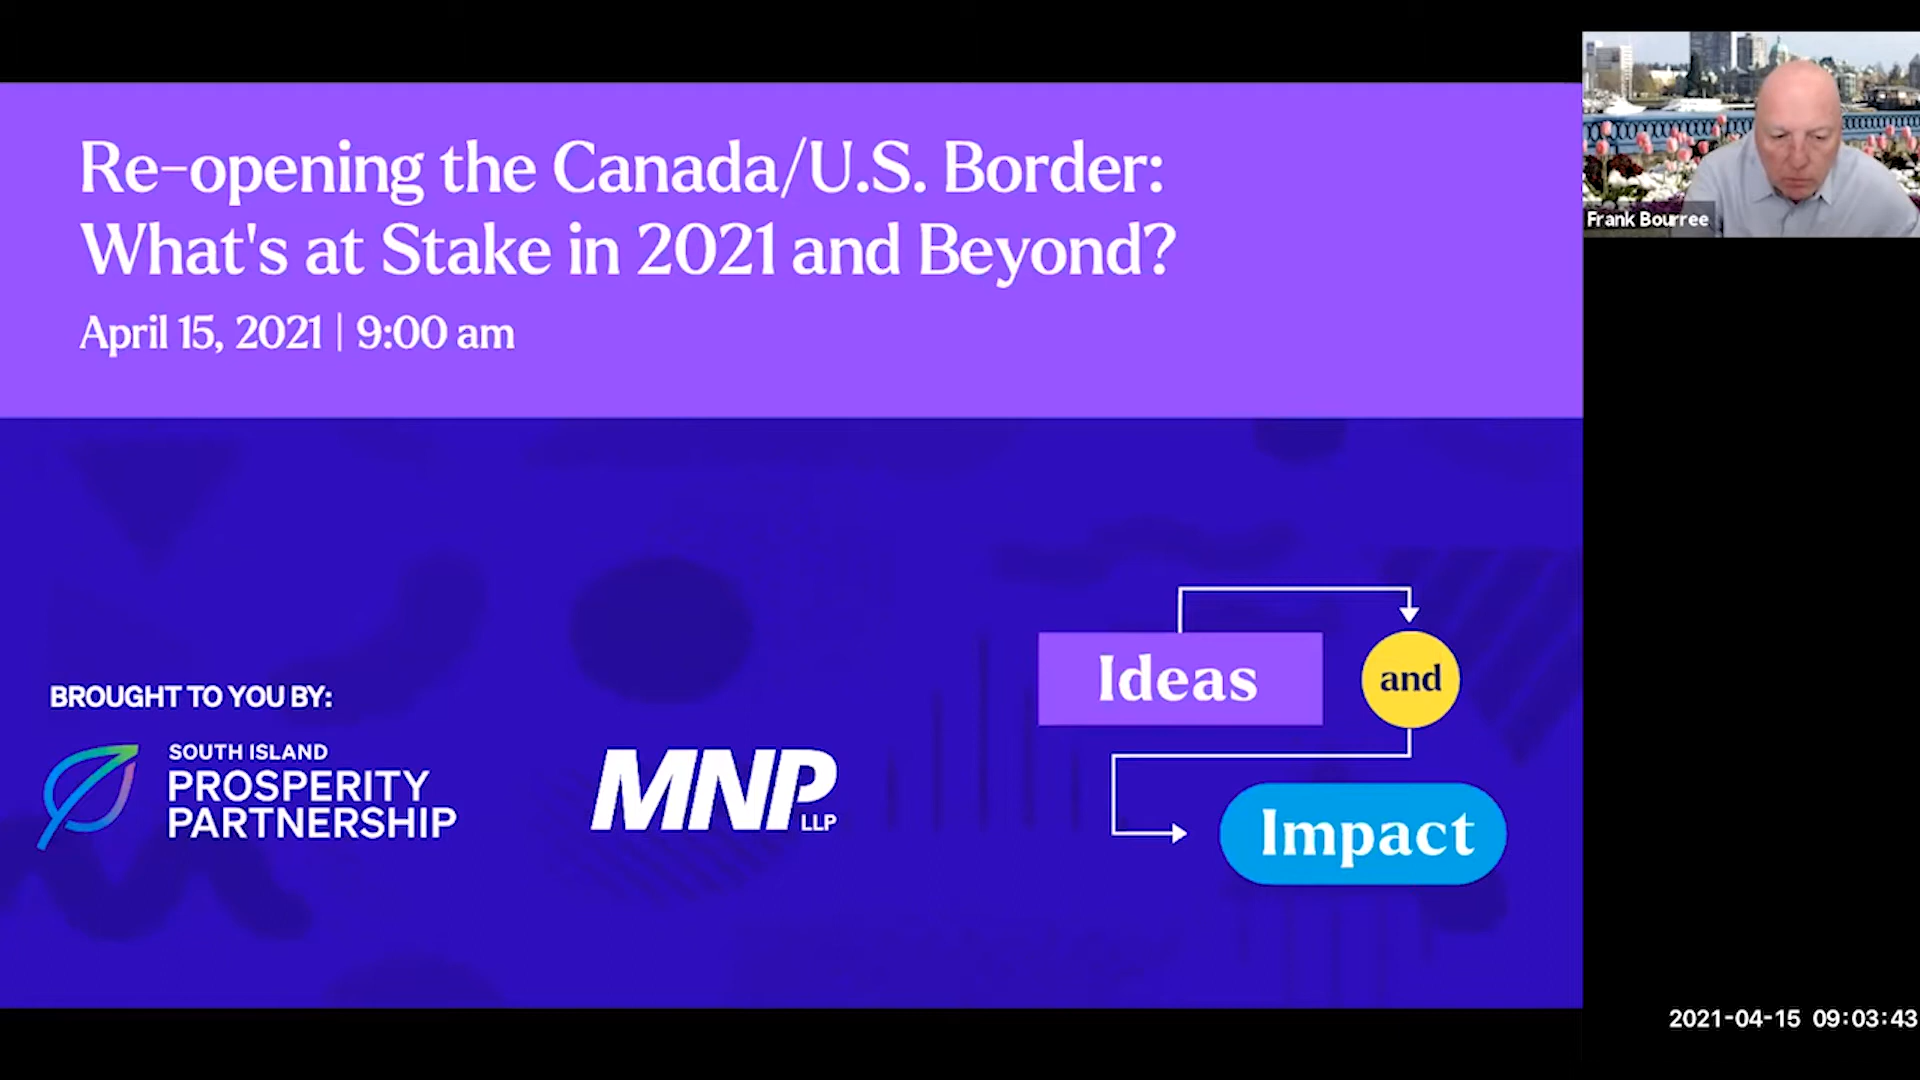 Re-opening the Canada/U.S. Border:
What's at Stake in 2021 and Beyond?
April 15, 2021 | 9:00 am
Frank Bourree
BROUGHT TO YOU BY:
SOUTH ISLAND
PROSPERITY
PARTNERSHIP
MNP
LLP
Ideas
and
Impact
2021-04-15 09:03:43